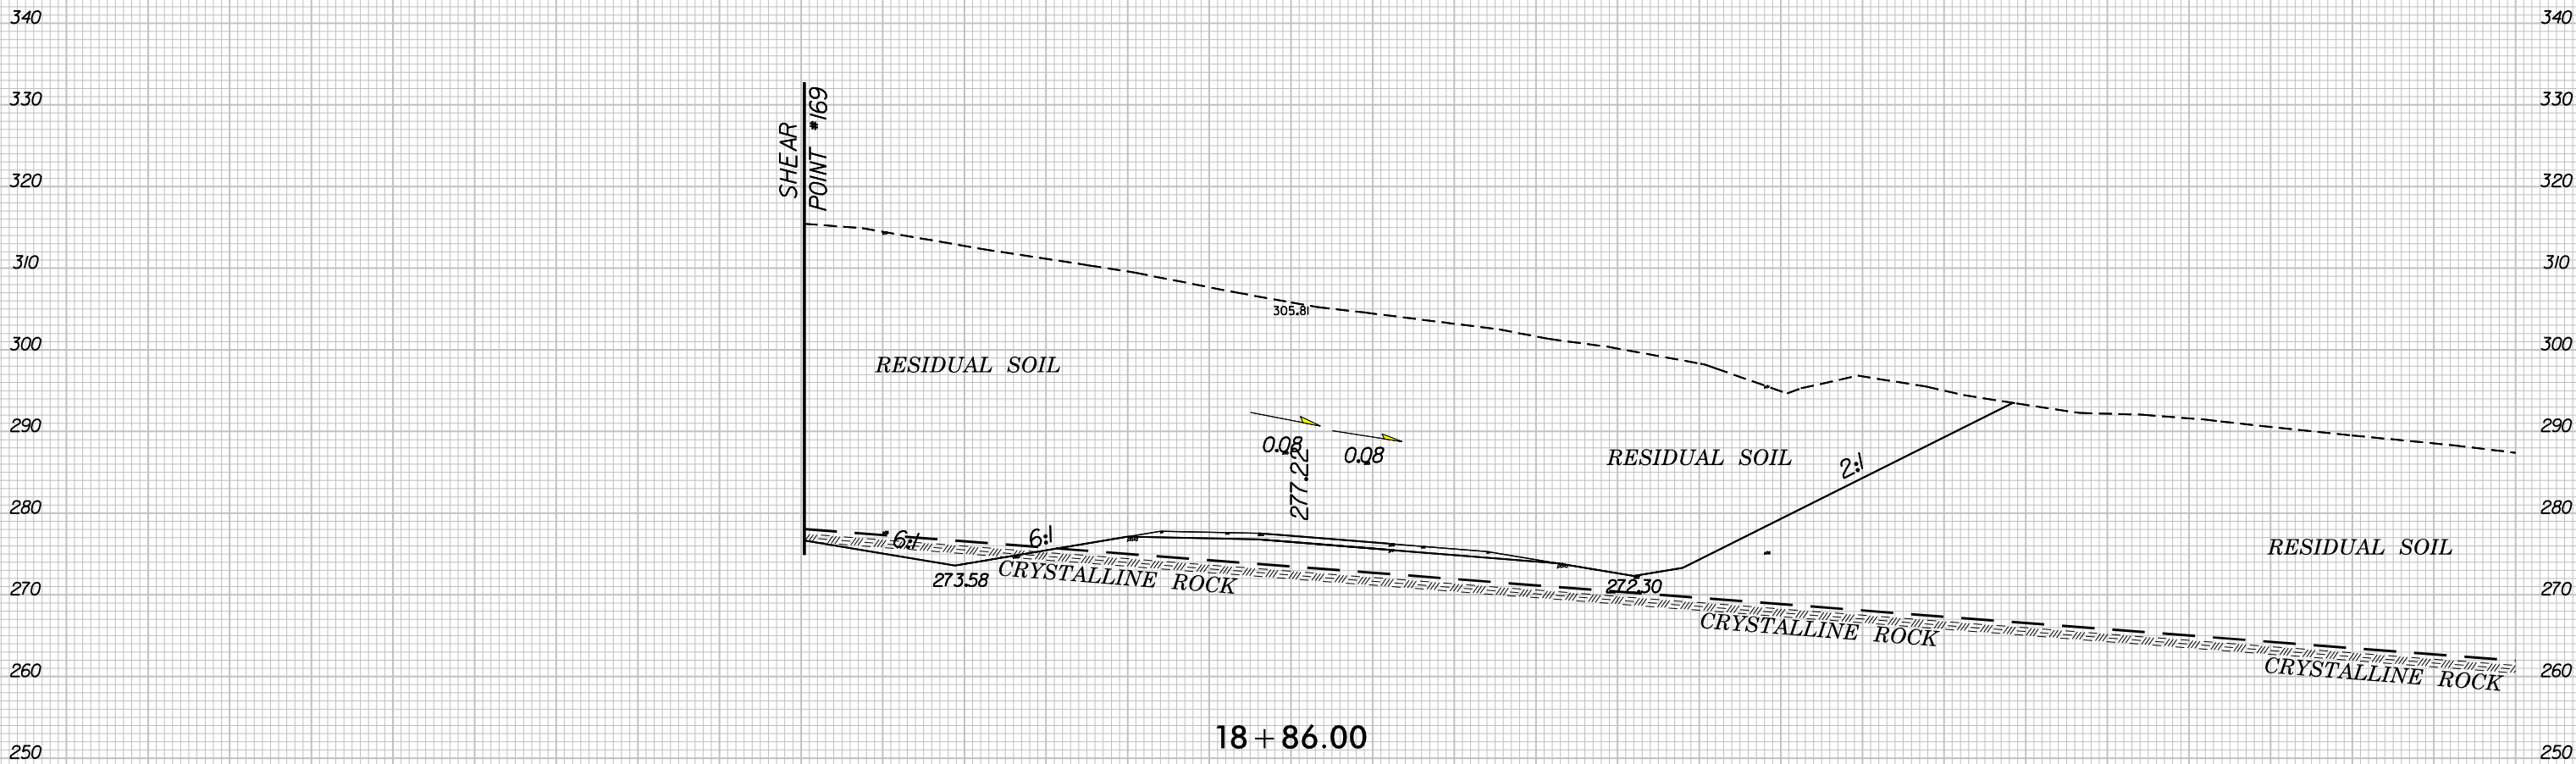 340 340
330 330
SHEAR
POINT #169
320 320
310 310
305.81
300 300
RESIDUAL SOIL
290 290
0.08 0.08
277.22
RESIDUAL SOIL
2:1
280 280
6:1 6:1
RESIDUAL SOIL
273.58
CRYSTALLINE ROCK
272.30
270 270
CRYSTALLINE ROCK
260 260
CRYSTALLINE ROCK
18+86.00
250 250